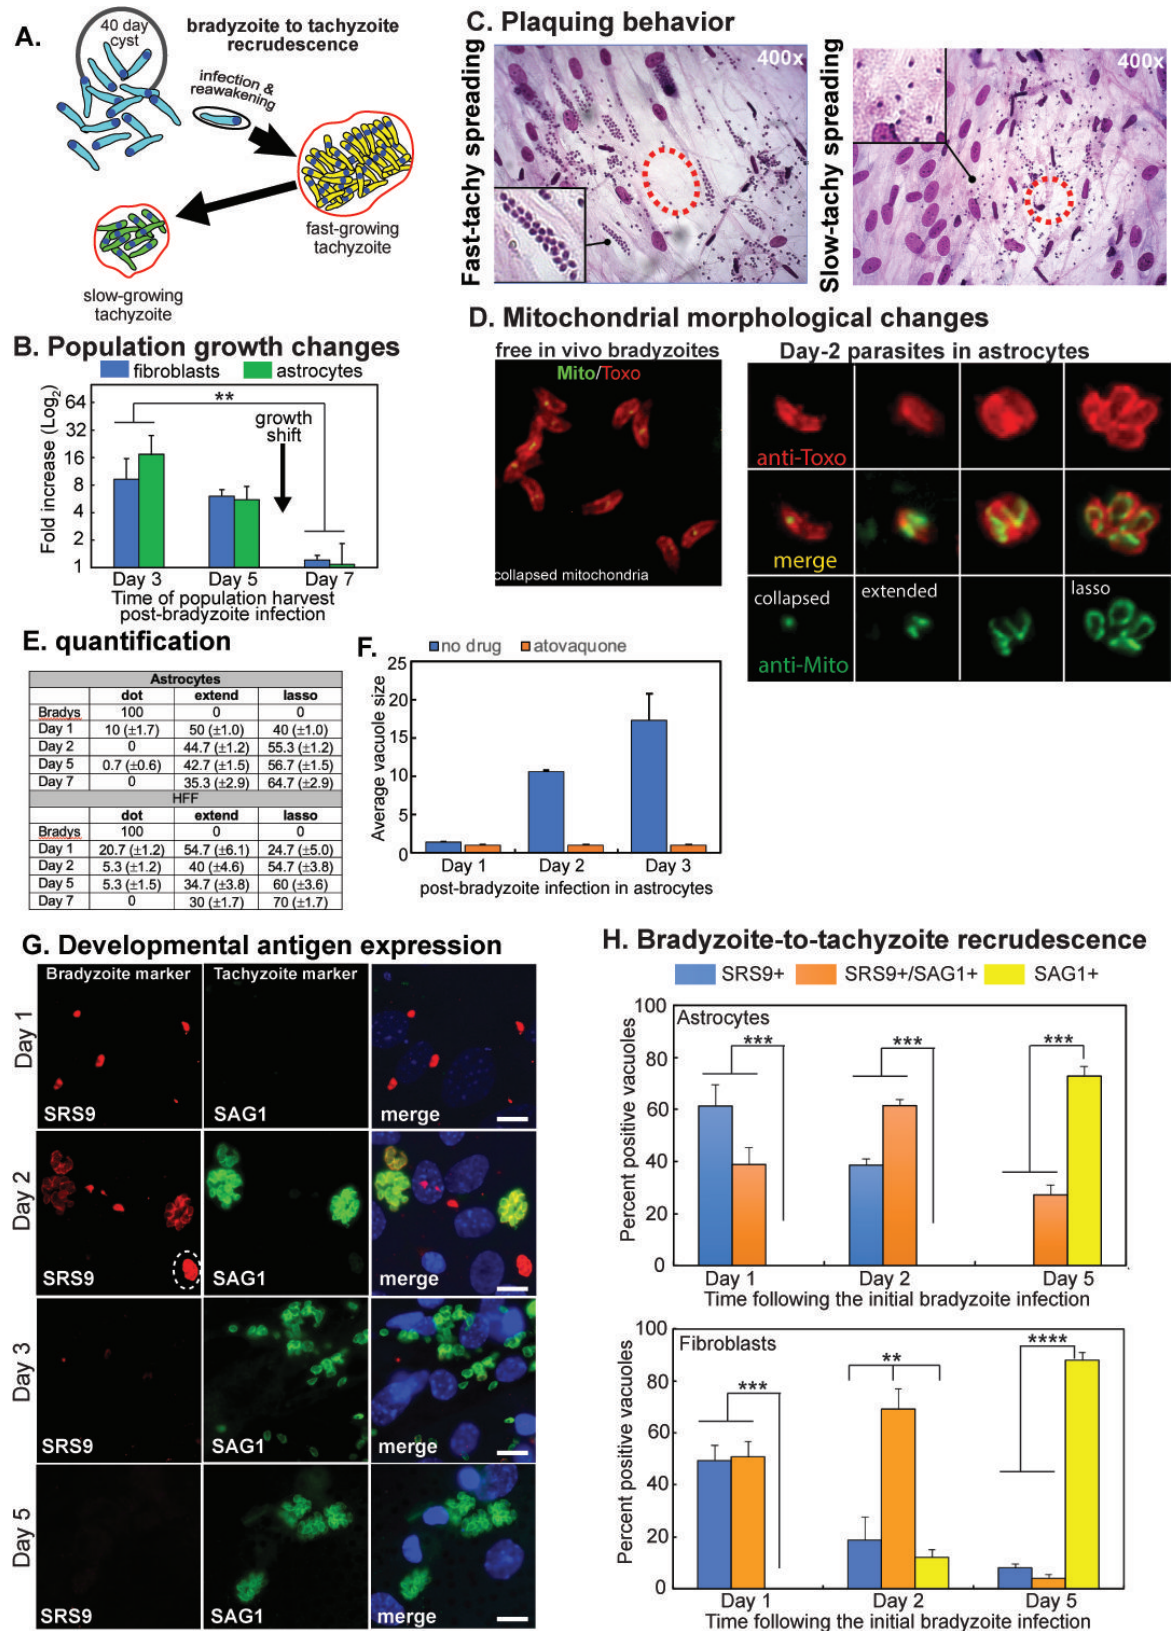 A.
40 day
cyst
bradyzoite to tachyzoite
recrudescence
infection &
reawakening
fast-growing
tachyzoite
slow-growing
tachyzoite
B. Population growth changes
fibroblasts
astrocytes
Fold increase (Log2)
64
32
16
8
4
2
1
**
growth
shift
Day 3
Day 5
Day 7
Time of population harvest
post-bradyzoite infection
C. Plaquing behavior
Fast-tachy spreading
400x
Slow-tachy spreading
400x
D. Mitochondrial morphological changes
free in vivo bradyzoites
Mito/Toxo
collapsed mitochondria
Day-2 parasites in astrocytes
anti-Toxo
merge
collapsed
extended
lasso
anti-Mito
E. quantification
Astrocytes
dot extend lasso
Bradys 100 0 0
Day 1 10 (±1.7) 50 (±1.0) 40 (±1.0)
Day 2 0 44.7 (±1.2) 55.3 (±1.2)
Day 5 0.7 (±0.6) 42.7 (±1.5) 56.7 (±1.5)
Day 7 0 35.3 (±2.9) 64.7 (±2.9)
HFF
dot extend lasso
Bradys 100 0 0
Day 1 20.7 (±1.2) 54.7 (±6.1) 24.7 (±5.0)
Day 2 5.3 (±1.2) 40 (±4.6) 54.7 (±3.8)
Day 5 5.3 (±1.5) 34.7 (±3.8) 60 (±3.6)
Day 7 0 30 (±1.7) 70 (±1.7)
F.
no drug
atovaquone
Average vacuole size
25
20
15
10
5
0
Day 1
Day 2
Day 3
post-bradyzoite infection in astrocytes
G. Developmental antigen expression
Bradyzoite marker
Tachyzoite marker
Day 1
SRS9
SAG1
merge
Day 2
SRS9
SAG1
merge
Day 3
SRS9
SAG1
merge
Day 5
SRS9
SAG1
merge
H. Bradyzoite-to-tachyzoite recrudescence
SRS9+
SRS9+/SAG1+
SAG1+
Percent positive vacuoles
100
80
60
40
20
0
Astrocytes
***
***
***
Day 1
Day 2
Day 5
Time following the initial bradyzoite infection
Percent positive vacuoles
100
80
60
40
20
0
Fibroblasts
***
**
****
Day 1
Day 2
Day 5
Time following the initial bradyzoite infection